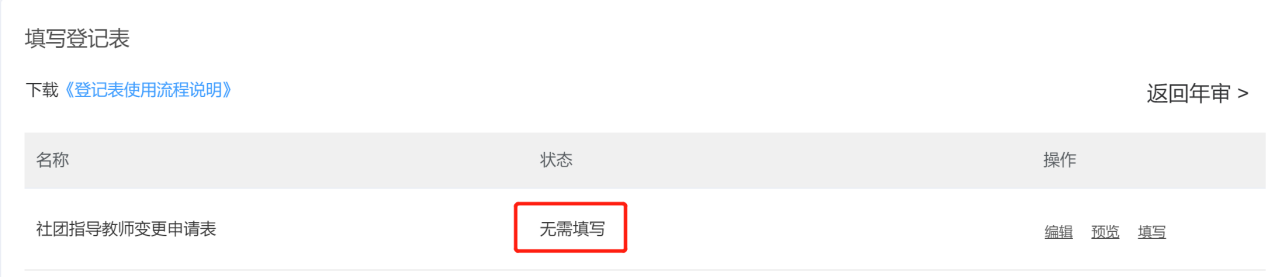 填写登记表
下载《登记表使用流程说明》
返回年审 >
名称 状态 操作
社团指导教师变更申请表 无需填写 编辑 预览 填写